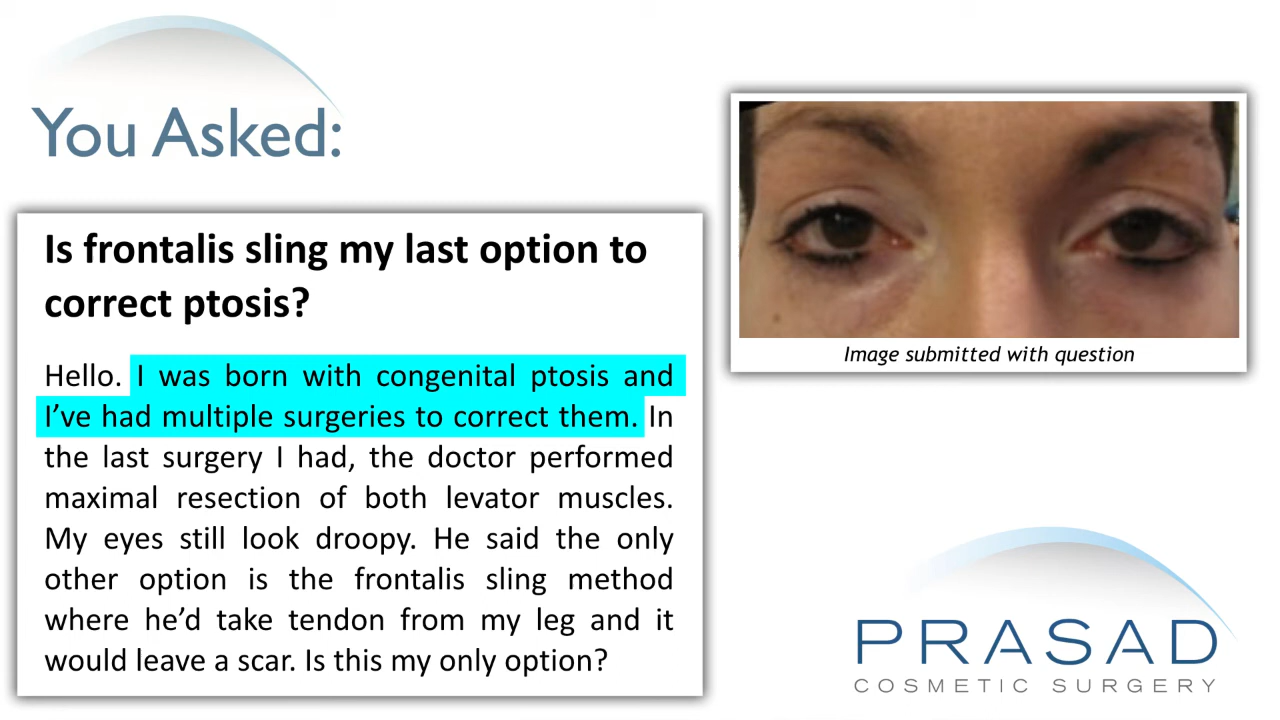 You Asked:
Is frontalis sling my last option to
correct ptosis?
Hello. I was born with congenital ptosis and
I’ve had multiple surgeries to correct them. In
the last surgery I had, the doctor performed
maximal resection of both levator muscles.
My eyes still look droopy. He said the only
other option is the frontalis sling method
where he’d take tendon from my leg and it
would leave a scar. Is this my only option?
Image submitted with question
PRASAD
COSMETIC SURGERY